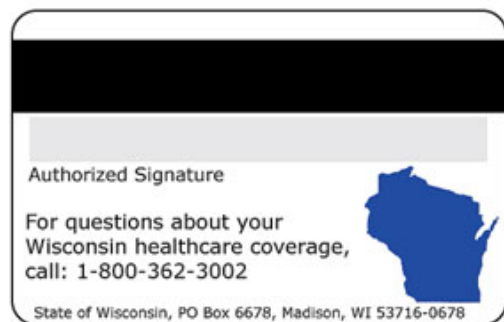 Authorized Signature
For questions about your
Wisconsin healthcare coverage,
call: 1-800-362-3002
State of Wisconsin, PO Box 6678, Madison, WI 53716-0678